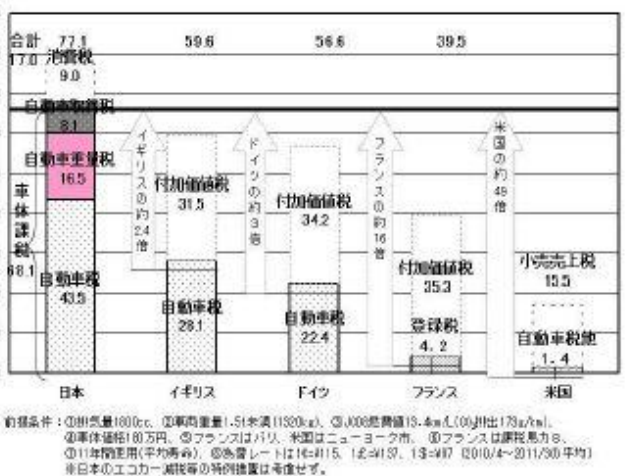 合計 77.1 59.6 56.6 39.5
17.0 消費税
9.0
自動車取得税
8.1
自動車重量税
16.5
車体課税
68.1
自動車税
43.5
イギリスの約2.4倍
付加価値税
31.5
自動車税
28.1
ドイツの約3倍
付加価値税
34.2
自動車税
22.4
フランスの約16倍
付加価値税
35.3
登録税
4.2
米国の約49倍
小売売上税
15.5
自動車税他
1.4
日本 イギリス ドイツ フランス 米国
前提条件：①排気量1800cc、②車両重量1.5t未満(1320kg)、③JC08燃費値13.4km/L(CO₂排出173g/km)、
④車体価格180万円、⑤フランスはパリ、米国はニューヨーク市、⑥フランスは課税馬力8、
⑦11年間使用(平均寿命)、⑧為替レートは1€=¥115、1£=¥137、1$=¥87 (2010/4～2011/3の平均)
※日本のエコカー減税等の特例措置は考慮せず。